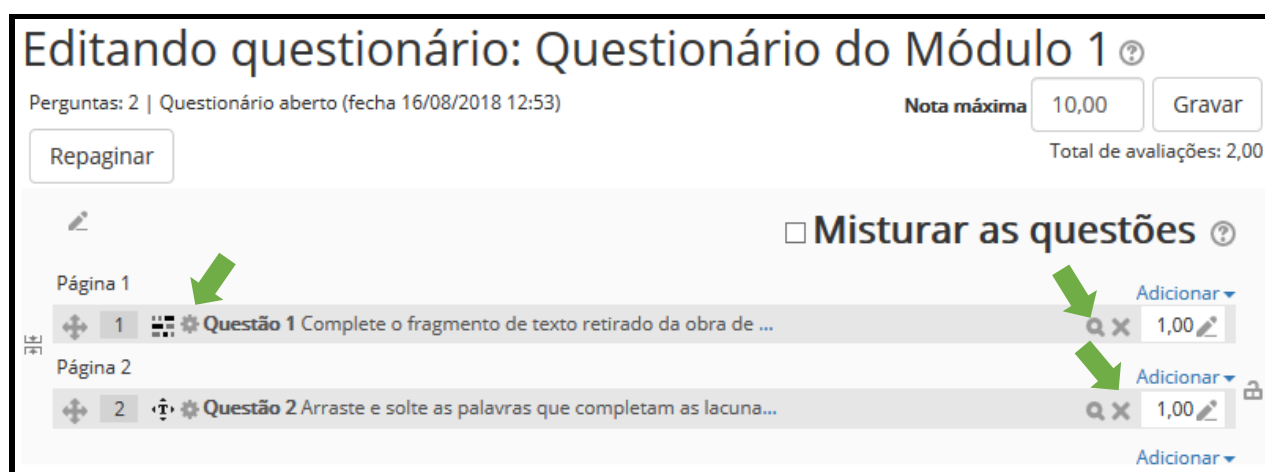 Editando questionário: Questionário do Módulo 1
Perguntas: 2 | Questionário aberto (fecha 16/08/2018 12:53) Nota máxima 10,00 Gravar
Repaginar Total de avaliações: 2,00
Misturar as questões
Página 1 Adicionar
1 Questão 1 Complete o fragmento de texto retirado da obra de ... 1,00
Página 2 Adicionar
2 Questão 2 Arraste e solte as palavras que completam as lacuna... 1,00
Adicionar